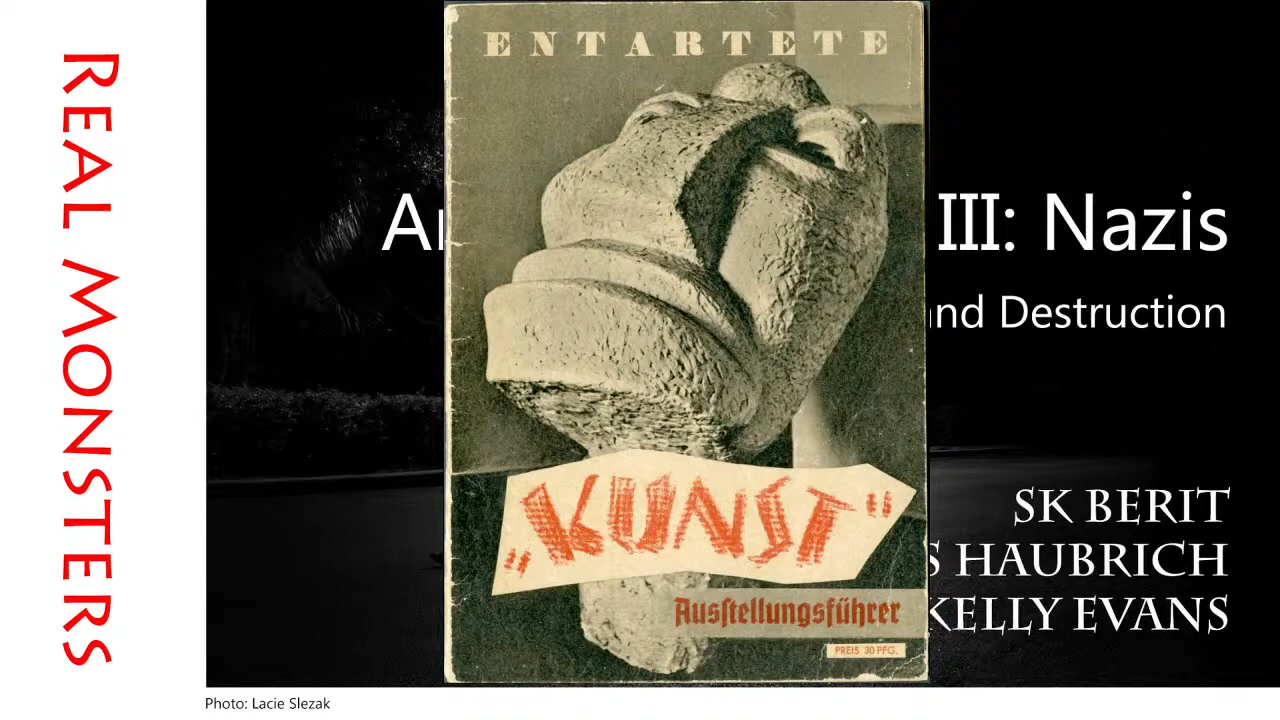 REAL MONSTERS
ENTARTETE
III: Nazis
and Destruction
„KUNST“
SK BERIT
HAUBRICH
KELLY EVANS
Ausſtellungsführer
PREIS 30 PFG.
Photo: Lacie Slezak